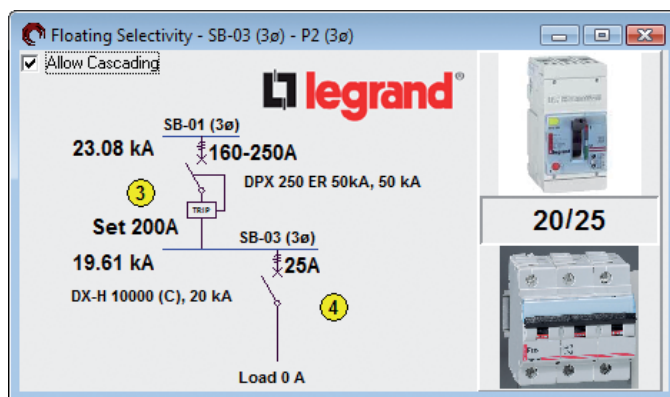 Floating Selectivity - SB-03 (3ø) - P2 (3ø)
Allow Cascading
legrand®
SB-01 (3ø)
23.08 kA
160-250A
DPX 250 ER 50kA, 50 kA
3
TRIP
Set 200A
SB-03 (3ø)
19.61 kA
25A
DX-H 10000 (C), 20 kA
4
Load 0 A
legrand
20/25